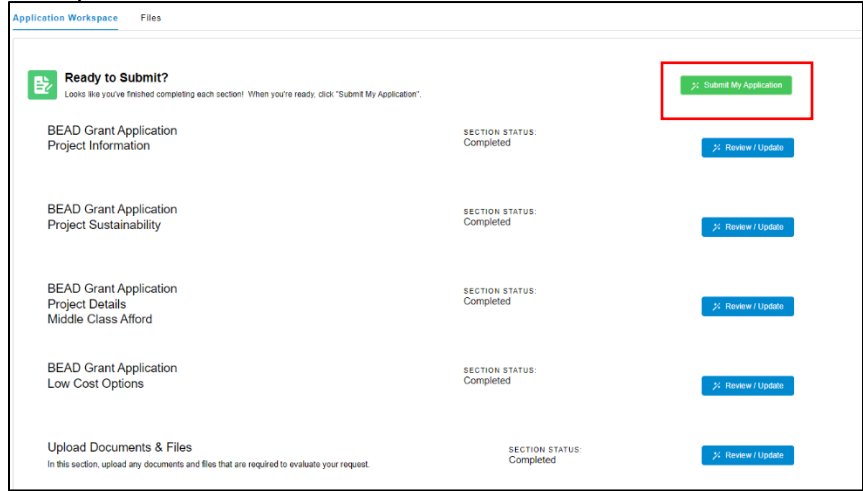 Application Workspace Files
Ready to Submit?
Looks like you've finished completing each section! When you're ready, click "Submit My Application".
Submit My Application
BEAD Grant Application
Project Information
SECTION STATUS:
Completed
Review / Update
BEAD Grant Application
Project Sustainability
SECTION STATUS:
Completed
Review / Update
BEAD Grant Application
Project Details
Middle Class Afford
SECTION STATUS:
Completed
Review / Update
BEAD Grant Application
Low Cost Options
SECTION STATUS:
Completed
Review / Update
Upload Documents & Files
In this section, upload any documents and files that are required to evaluate your request.
SECTION STATUS:
Completed
Review / Update